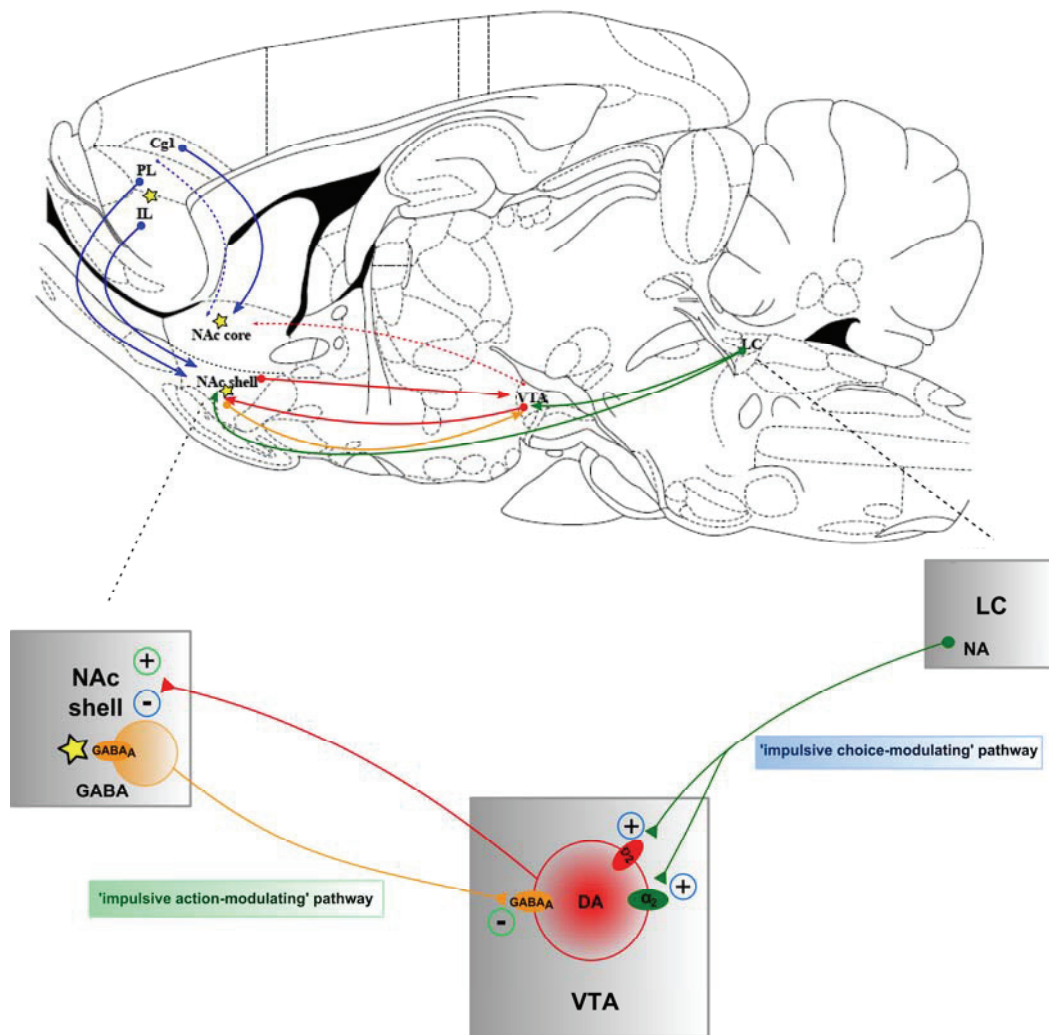 Cg1
PL
IL
NAc core
NAc shell
VTA
LC
LC
NA
+
NAc
shell
-
GABAA
GABA
'impulsive choice-modulating' pathway
+
D2
+
α2
DA
GABAA
-
'impulsive action-modulating' pathway
VTA